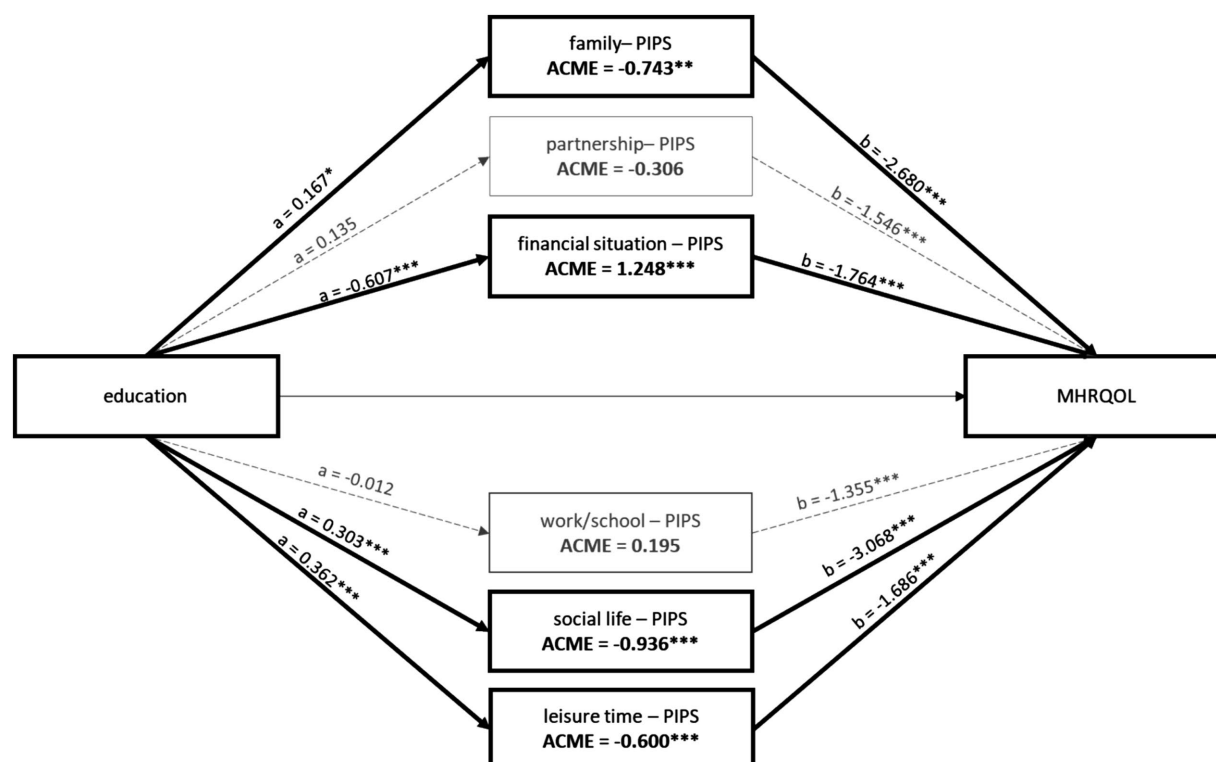 family– PIPS
ACME = -0.743**
a = 0.167*
b = -2.680***
partnership– PIPS
ACME = -0.306
a = 0.135
b = -1.546***
financial situation – PIPS
ACME = 1.248***
a = -0.607***
b = -1.764***
education
MHRQOL
a = -0.012
b = -1.355***
work/school – PIPS
ACME = 0.195
a = 0.303***
b = -3.068***
social life – PIPS
ACME = -0.936***
a = 0.362***
b = -1.686***
leisure time – PIPS
ACME = -0.600***